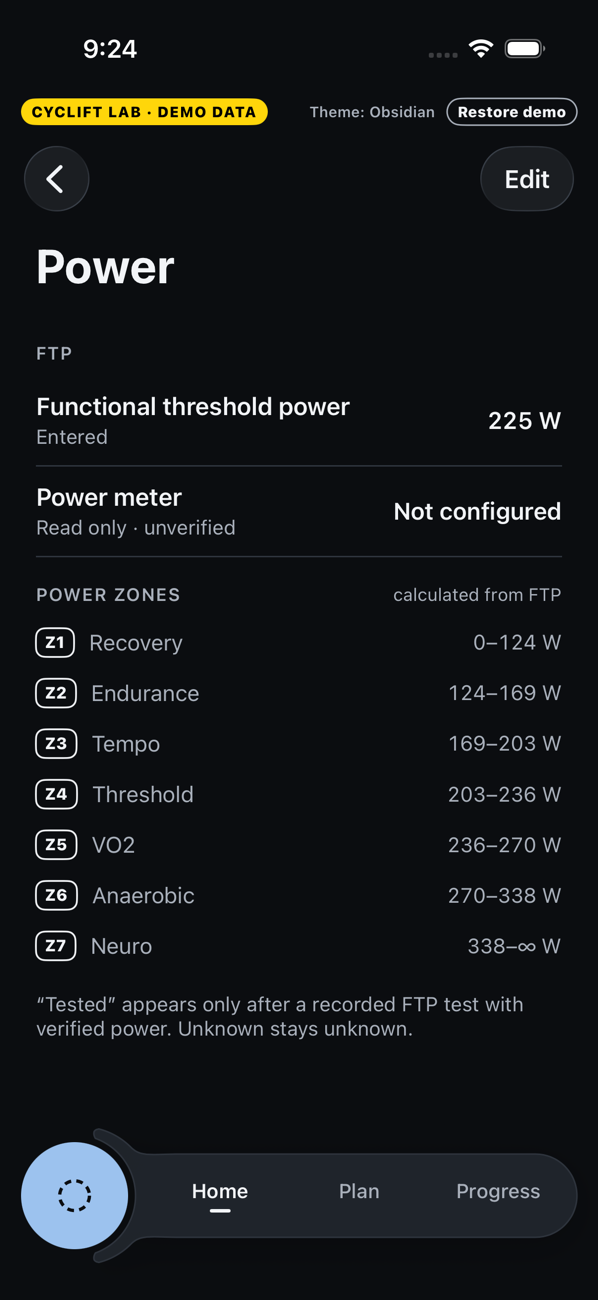 9:24
CYCLIFT LAB · DEMO DATA
Theme: Obsidian
Restore demo
Edit
Power
FTP
Functional threshold power
225 W
Entered
Power meter
Not configured
Read only · unverified
POWER ZONES
calculated from FTP
Z1 Recovery 0–124 W
Z2 Endurance 124–169 W
Z3 Tempo 169–203 W
Z4 Threshold 203–236 W
Z5 VO2 236–270 W
Z6 Anaerobic 270–338 W
Z7 Neuro 338–∞ W
“Tested” appears only after a recorded FTP test with
verified power. Unknown stays unknown.
Home
Plan
Progress